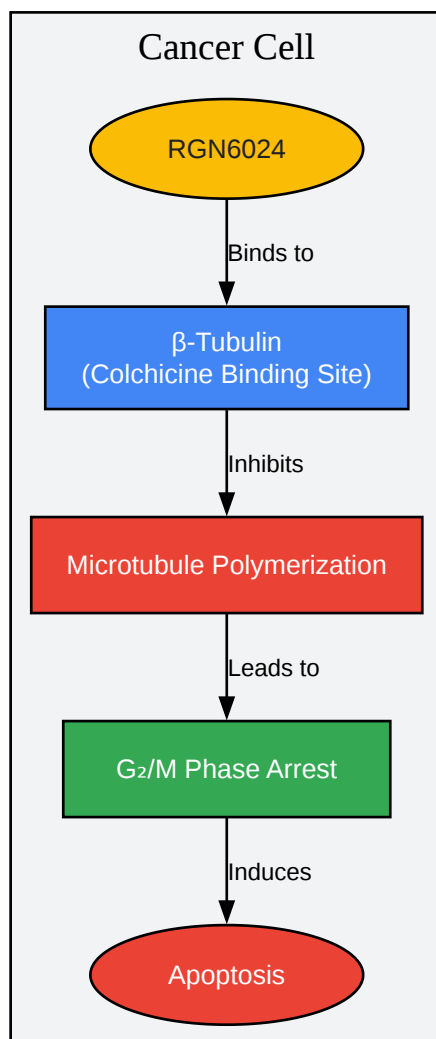 Cancer Cell
RGN6024
Binds to
β-Tubulin
(Colchicine Binding Site)
Inhibits
Microtubule Polymerization
Leads to
G₂/M Phase Arrest
Induces
Apoptosis